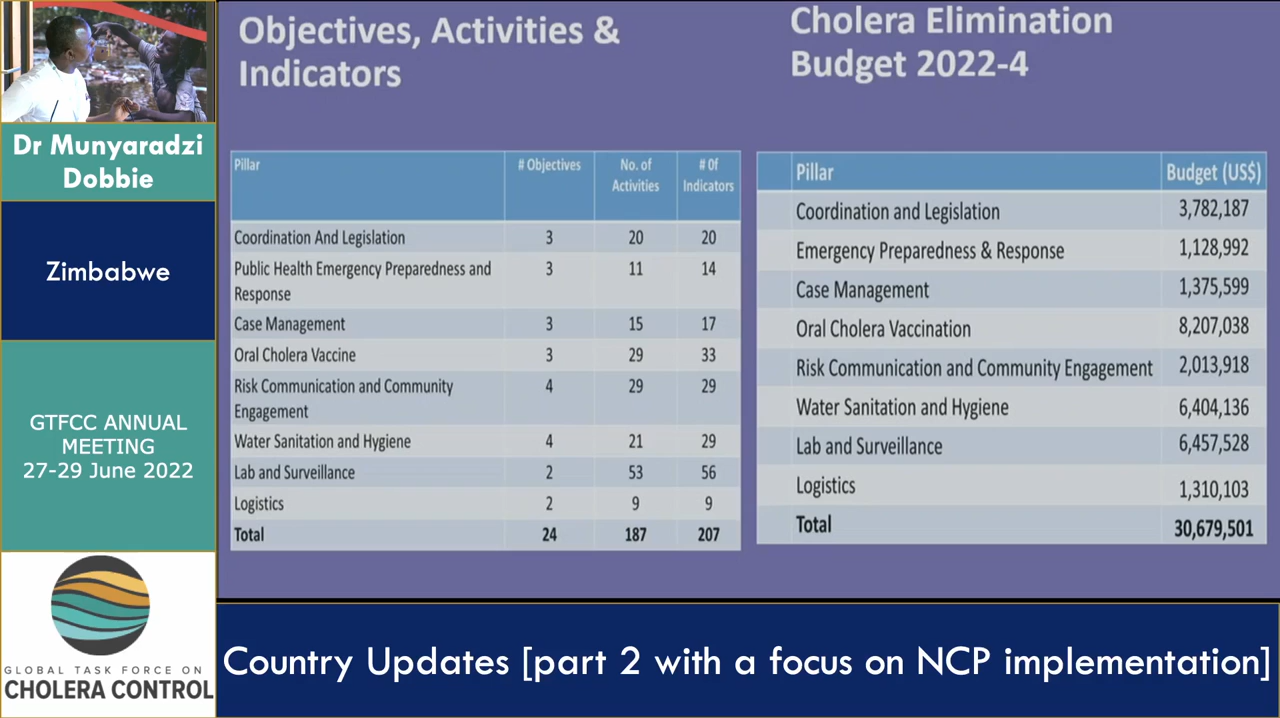 Dr Munyaradzi
Dobbie
Zimbabwe
GTFCC ANNUAL
MEETING
27-29 June 2022
GLOBAL TASK FORCE ON
CHOLERA CONTROL
Objectives, Activities &
Indicators
Pillar # Objectives No. of Activities # Of Indicators
Coordination And Legislation 3 20 20
Public Health Emergency Preparedness and Response 3 11 14
Case Management 3 15 17
Oral Cholera Vaccine 3 29 33
Risk Communication and Community Engagement 4 29 29
Water Sanitation and Hygiene 4 21 29
Lab and Surveillance 2 53 56
Logistics 2 9 9
Total 24 187 207
Cholera Elimination
Budget 2022-4
Pillar Budget (US$)
Coordination and Legislation 3,782,187
Emergency Preparedness & Response 1,128,992
Case Management 1,375,599
Oral Cholera Vaccination 8,207,038
Risk Communication and Community Engagement 2,013,918
Water Sanitation and Hygiene 6,404,136
Lab and Surveillance 6,457,528
Logistics 1,310,103
Total 30,679,501
Country Updates [part 2 with a focus on NCP implementation]